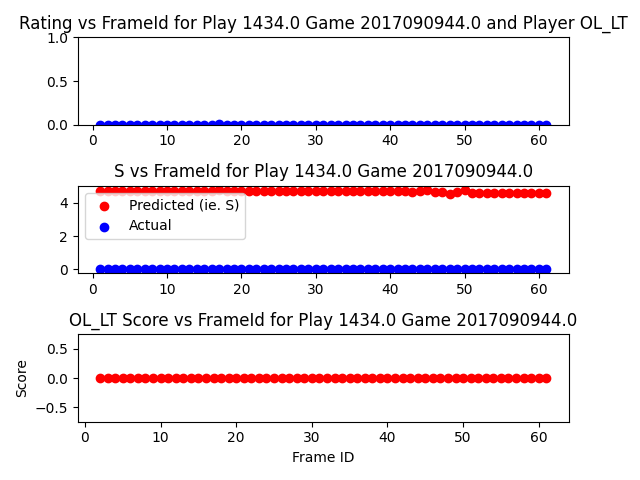 Rating vs FrameId for Play 1434.0 Game 2017090944.0 and Player OL_LT
1.0
0.5
0.0
0 10 20 30 40 50 60
S vs FrameId for Play 1434.0 Game 2017090944.0
4
2
0
Predicted (ie. S)
Actual
0 10 20 30 40 50 60
OL_LT Score vs FrameId for Play 1434.0 Game 2017090944.0
Score
0.5
0.0
−0.5
0 10 20 30 40 50 60
Frame ID